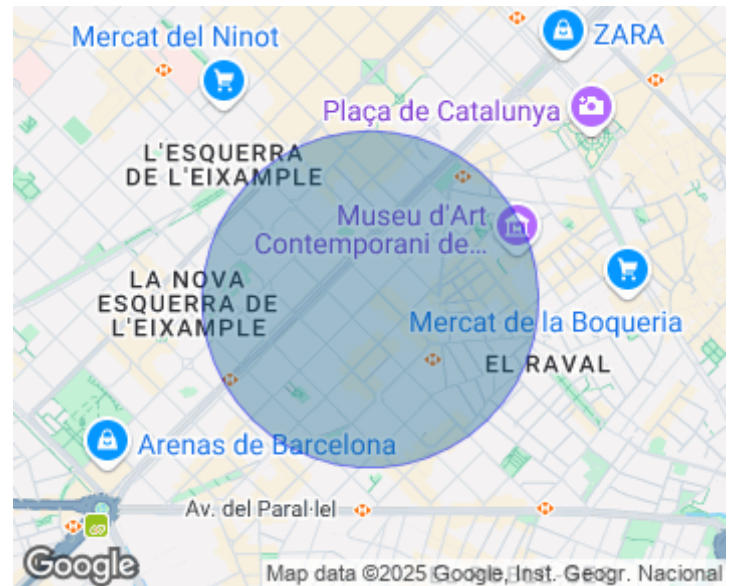 Mercat del Ninot
ZARA
Plaça de Catalunya
L'ESQUERRA
DE L'EIXAMPLE
Museu d'Art
Contemporani de...
LA NOVA
ESQUERRA DE
L'EIXAMPLE
Mercat de la Boqueria
EL RAVAL
Arenas de Barcelona
Av. del Paral·lel
Google
Map data ©2025 Google, Inst. Geogr. Nacional